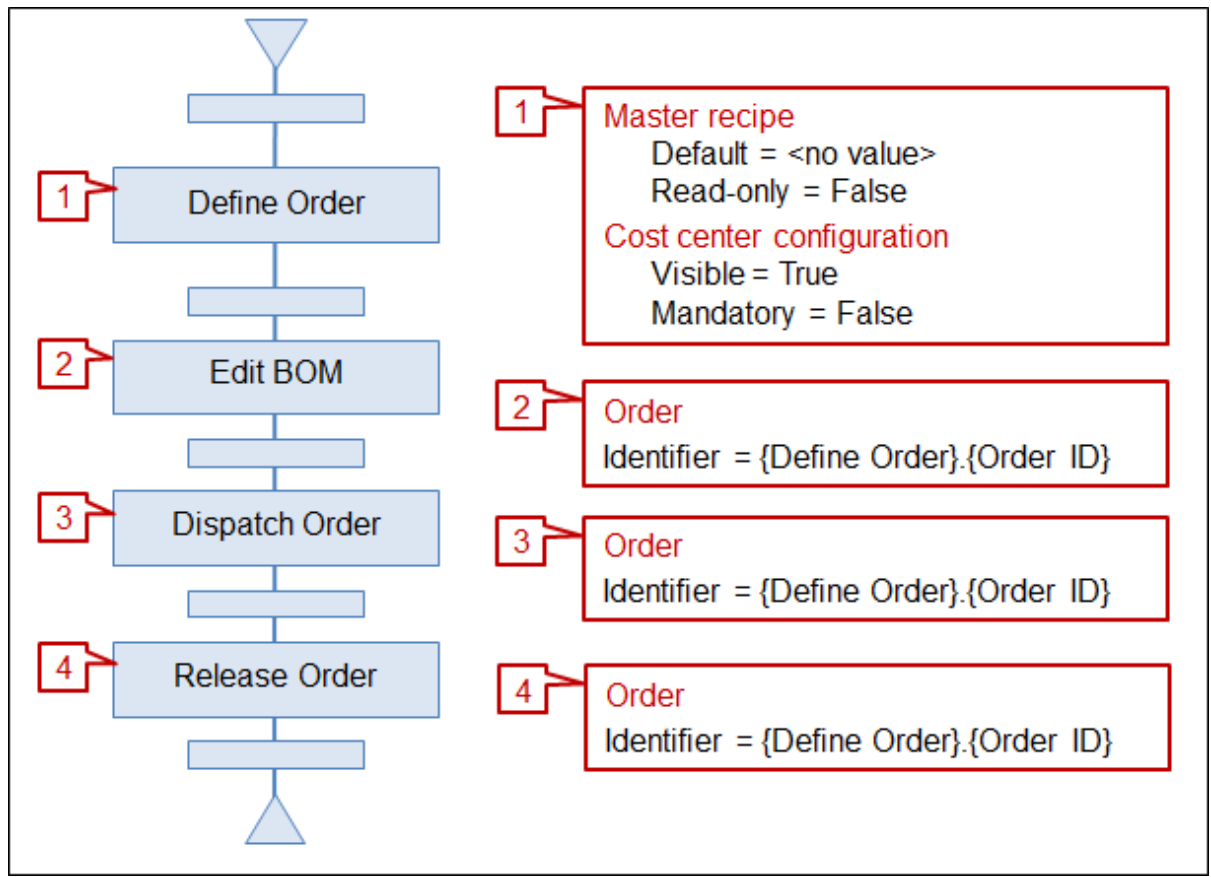 1
Define Order
2
Edit BOM
3
Dispatch Order
4
Release Order
1
Master recipe
Default = <no value>
Read-only = False
Cost center configuration
Visible = True
Mandatory = False
2
Order
Identifier = {Define Order}.{Order ID}
3
Order
Identifier = {Define Order}.{Order ID}
4
Order
Identifier = {Define Order}.{Order ID}